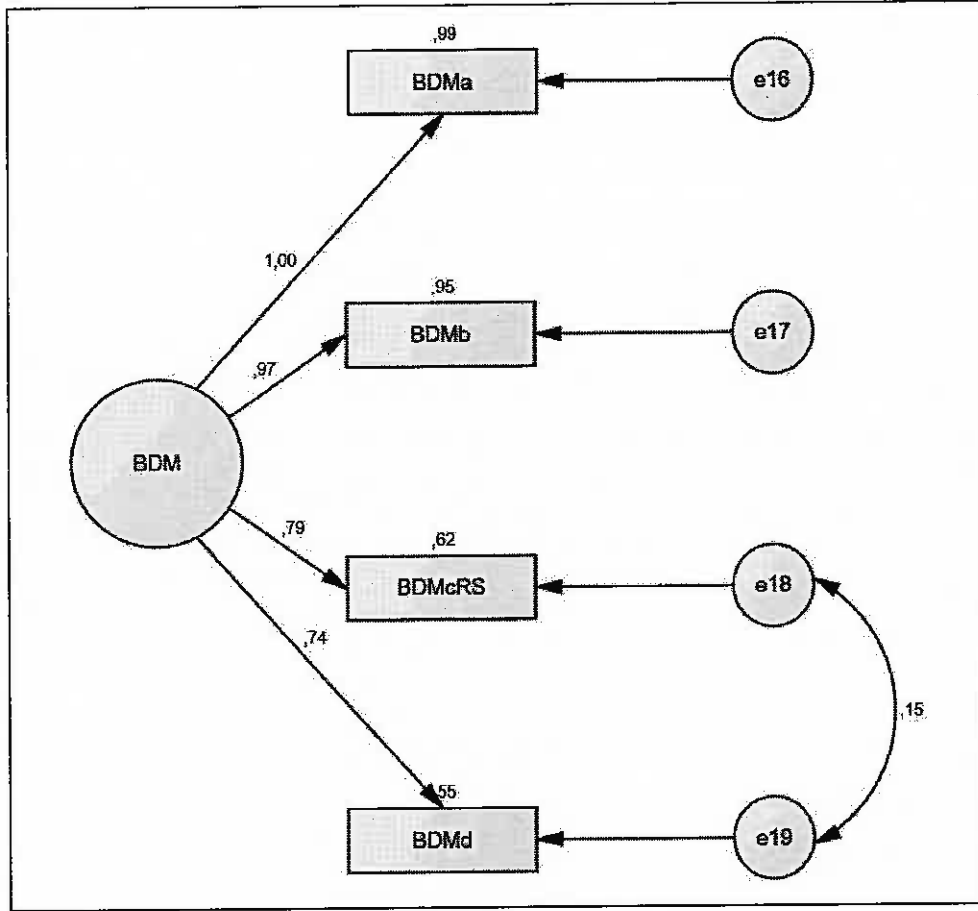 ,99
BDMa
e16
1,00
,95
BDMb
e17
,97
BDM
,79
,62
BDMcRS
e18
,74
,15
,55
BDMd
e19